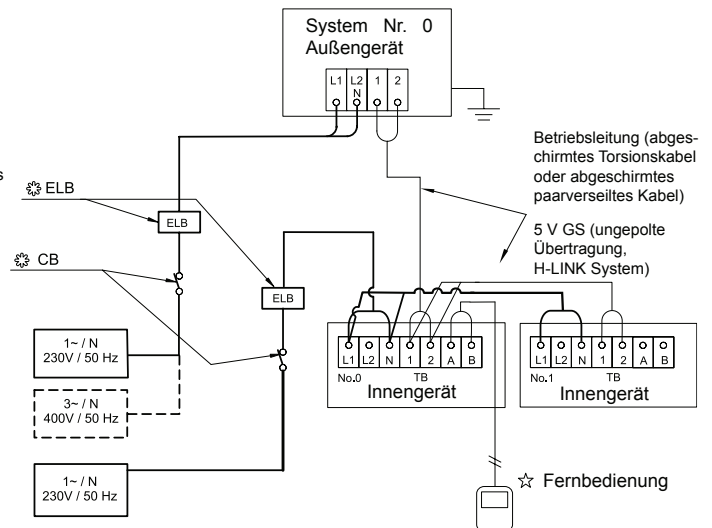 System Nr. 0
Außengerät
L1 L2 1 2
N
Betriebsleitung (abges-
chirmtes Torsionskabel
oder abgeschirmtes
paarverseiltes Kabel)
5 V GS (ungepolte
Übertragung,
H-LINK System)
s
ELB
ELB
CB
ELB
1~ / N
230V / 50 Hz
3~ / N
400V / 50 Hz
1~ / N
230V / 50 Hz
L1 L2 N 1 2 A B
No.0 TB
Innengerät
L1 L2 N 1 2 A B
No.1 TB
Innengerät
☆ Fernbedienung